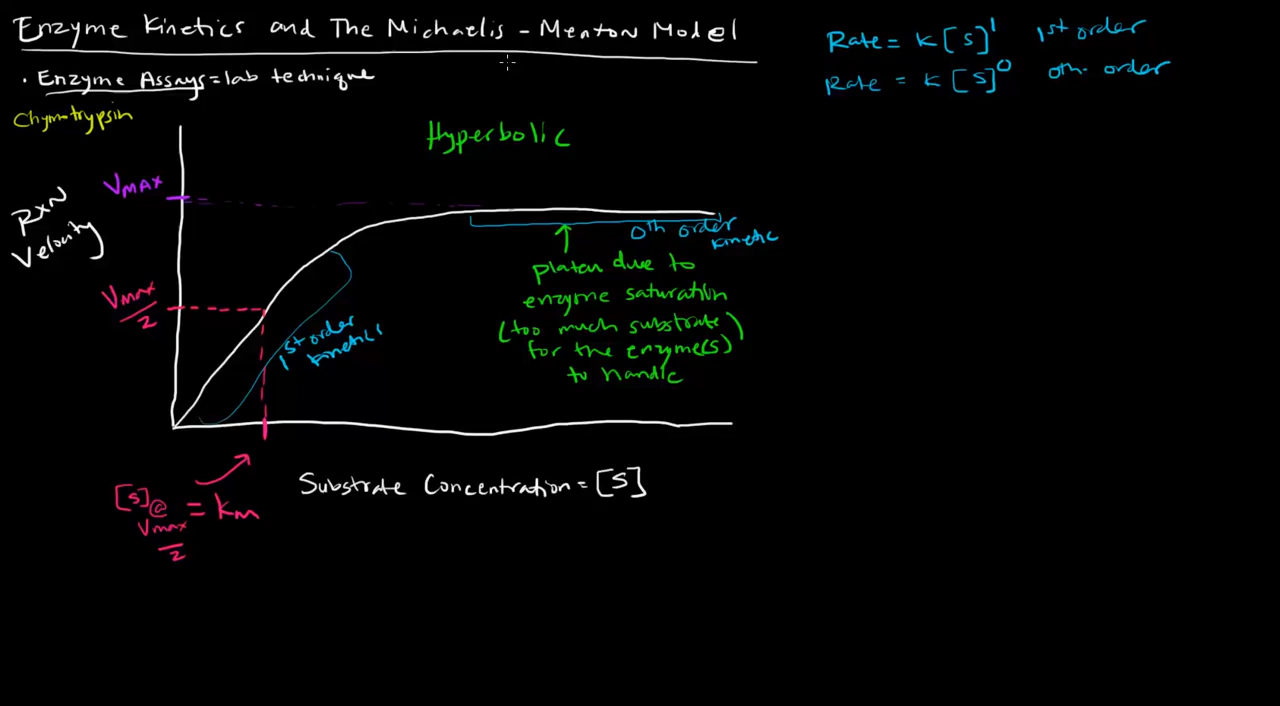 Enzyme Kinetics and The Michaelis - Menton Model
Rate = K [S]¹ 1st order
Rate = K [S]⁰ 0th order
• Enzyme Assays = lab technique
Chymotrypsin
Hyperbolic
VMAX
RXN
Velocity
0th order
kinetic
platau due to
enzyme saturation
(too much substrate
for the enzyme(s)
to handle)
Vmax
2
1st order
kinetics
Substrate Concentration = [S]
[S]@ = Km
Vmax
2